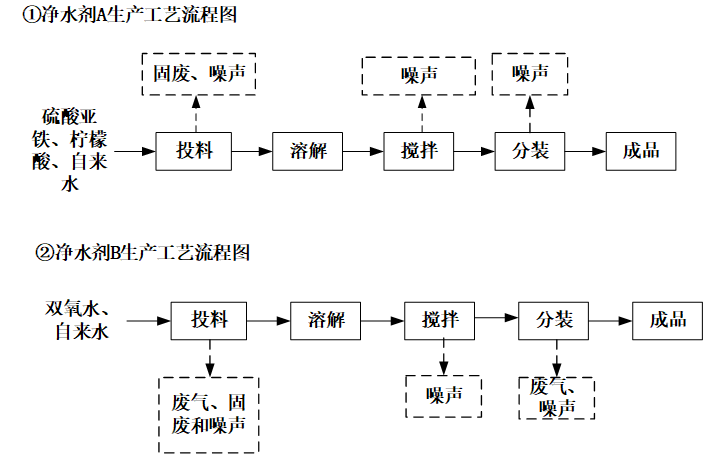 ①净水剂A生产工艺流程图
固废、噪声
噪声
噪声
硫酸亚
铁、柠檬
酸、自来
水
投料
溶解
搅拌
分装
成品
②净水剂B生产工艺流程图
双氧水、
自来水
投料
溶解
搅拌
分装
成品
废气、固
废和噪声
噪声
废气、
噪声